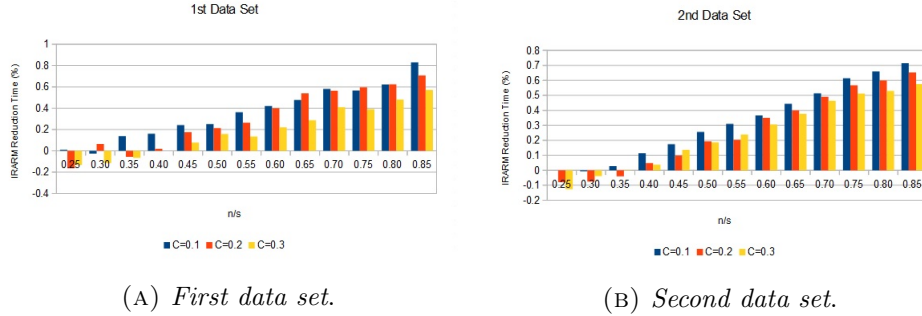 1st Data Set
IRARM Reduction Time (%)
1
0.8
0.6
0.4
0.2
0
-0.2
-0.4
0.25 0.30 0.35 0.40 0.45 0.50 0.55 0.60 0.65 0.70 0.75 0.80 0.85
n/s
C=0.1 C=0.2 C=0.3
(A) First data set.
2nd Data Set
IRARM Reduction Time (%)
0.8
0.7
0.6
0.5
0.4
0.3
0.2
0.1
0
-0.1
-0.2
0.25 0.30 0.35 0.40 0.45 0.50 0.55 0.60 0.65 0.70 0.75 0.80 0.85
n/s
C=0.1 C=0.2 C=0.3
(B) Second data set.